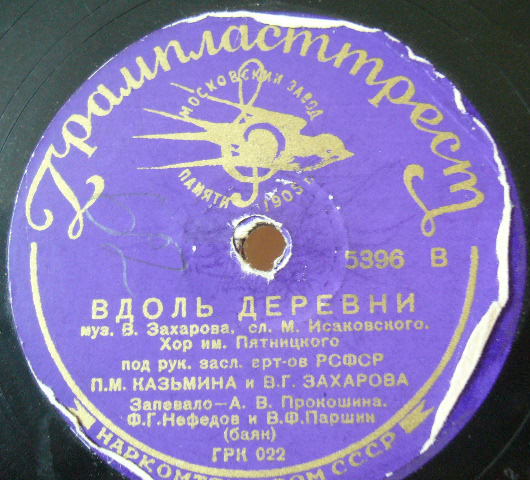 Грампласттрест
МОСКОВСКИЙ ЗАВОД
ПАМЯТИ 1905 г.
5396 В
ВДОЛЬ ДЕРЕВНИ
муз. В. Захарова, сл. М. Исаковского.
Хор им. Пятницкого
под рук. засл. арт-ов РСФСР
П.М. КАЗЬМИНА и В.Г. ЗАХАРОВА
Запевало—А. В. Прокошина.
Ф.Г.Нефедов и В.Ф.Паршин
(баян)
ГРК 022
СССР